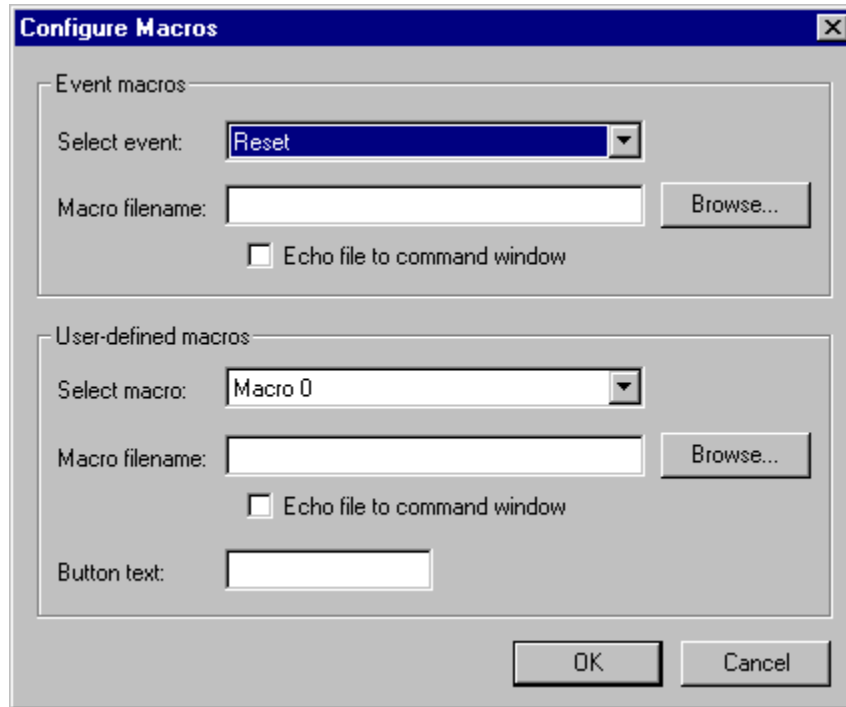 Configure Macros
Event macros
Select event: Reset
Macro filename: Browse...
Echo file to command window
User-defined macros
Select macro: Macro 0
Macro filename: Browse...
Echo file to command window
Button text:
OK Cancel